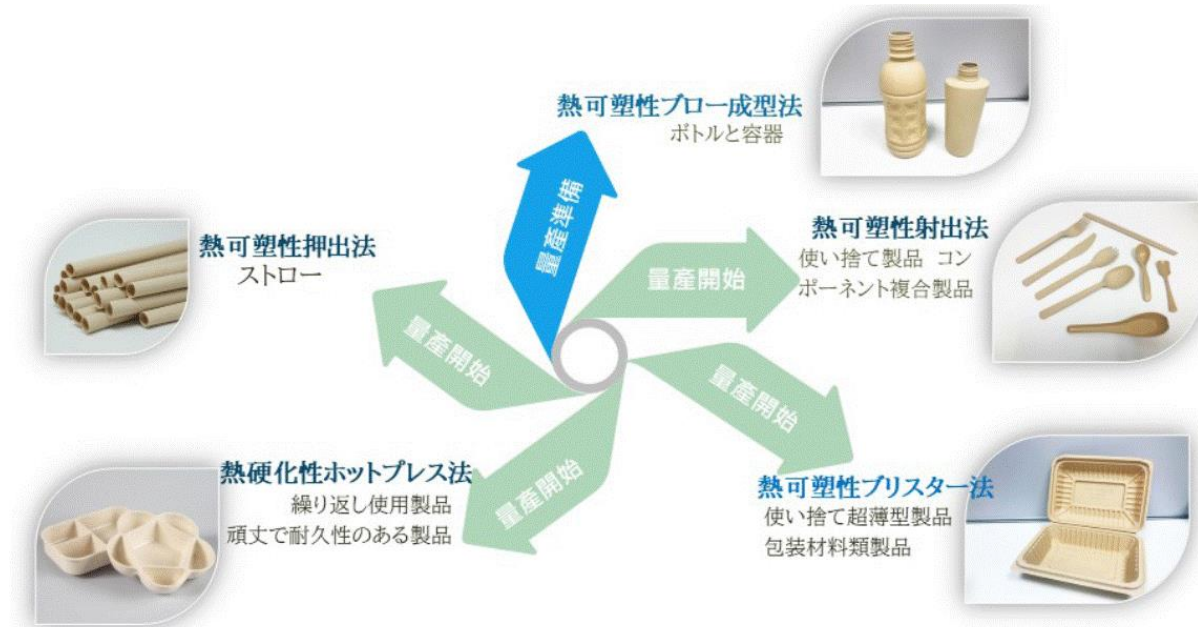 熱可塑性ブロー成型法
ボトルと容器
量産準備
熱可塑性射出法
使い捨て製品 コン
ポーネント複合製品
量産開始
熱可塑性押出法
ストロー
量産開始
量産開始
熱可塑性ブリスター法
使い捨て超薄型製品
包装材料類製品
熱硬化性ホットプレス法
繰り返し使用製品
頑丈で耐久性のある製品
量産開始